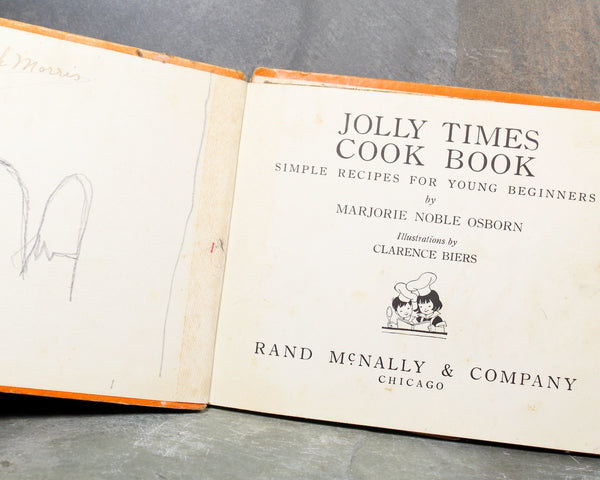 Morris
JOLLY TIMES
COOK BOOK
SIMPLE RECIPES FOR YOUNG BEGINNERS
by
MARJORIE NOBLE OSBORN
Illustrations by
CLARENCE BIERS
RAND MCNALLY & COMPANY
CHICAGO